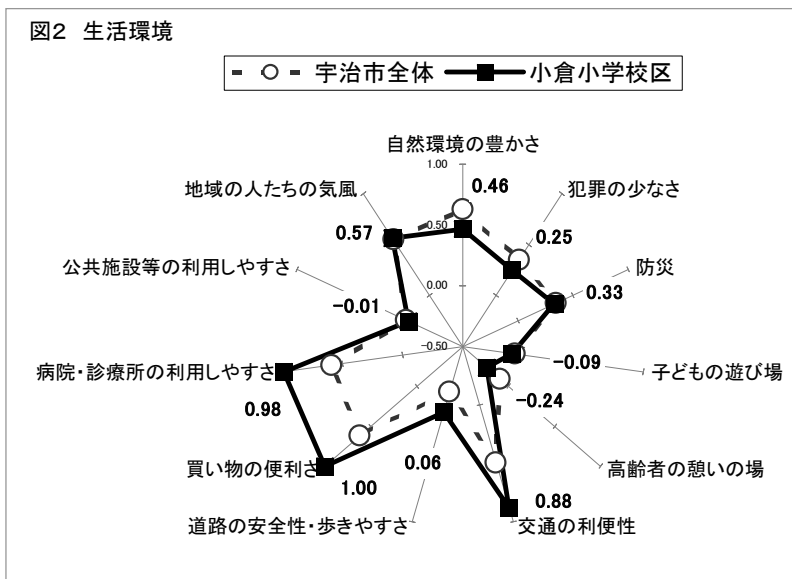 図2 生活環境
宇治市全体 小倉小学校区
自然環境の豊かさ
1.00
0.46
地域の人たちの気風
犯罪の少なさ
0.57
0.50
0.25
公共施設等の利用しやすさ
防災
0.00
-0.01
0.33
-0.50
-0.09
病院・診療所の利用しやすさ
子どもの遊び場
-0.24
0.98
買い物の便利さ
高齢者の憩いの場
0.06
1.00
0.88
道路の安全性・歩きやすさ
交通の利便性